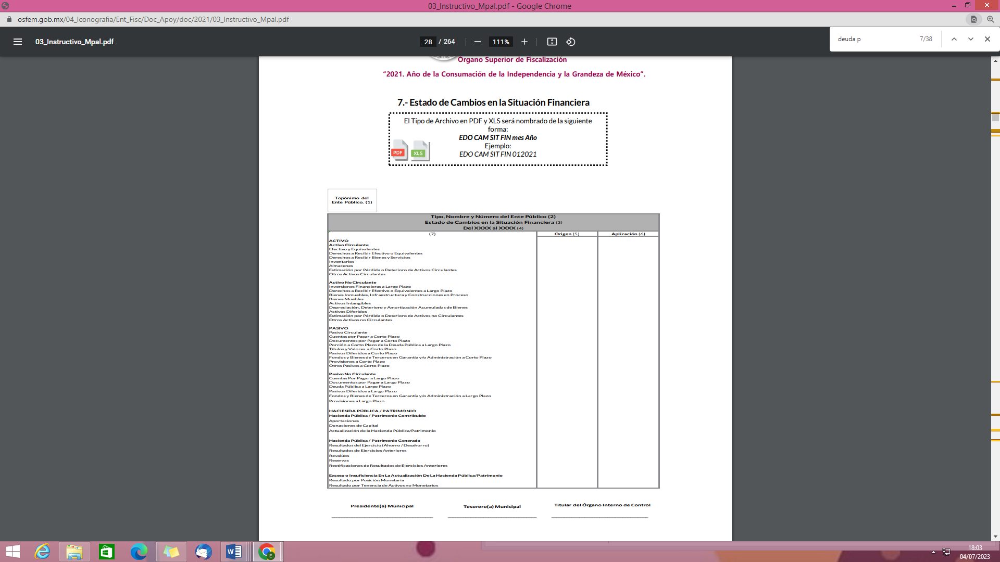 03_Instructivo_Mpal.pdf - Google Chrome
osfem.gob.mx/04_Iconografia/Ent_Fisc/Doc_Apoy/doc/2021/03_Instructivo_Mpal.pdf
03_Instructivo_Mpal.pdf
28 / 264
111%
deuda p
7/38
Órgano Superior de Fiscalización
“2021. Año de la Consumación de la Independencia y la Grandeza de México”.
7.- Estado de Cambios en la Situación Financiera
El Tipo de Archivo en PDF y XLS será nombrado de la siguiente
forma:
EDO CAM SIT FIN mes Año
Ejemplo:
EDO CAM SIT FIN 012021
PDF
XLS
Topónimo del
Ente Público. (1)
Tipo, Nombre y Número del Ente Público (2)
Estado de Cambios en la Situación Financiera (3)
Del XXXX al XXXX (4)
(7)
Origen (5)
Aplicación (6)
ACTIVO
Activo Circulante
Efectivo y Equivalentes
Derechos a Recibir Efectivo o Equivalentes
Derechos a Recibir Bienes y Servicios
Inventarios
Almacenes
Estimación por Pérdida o Deterioro de Activos Circulantes
Otros Activos Circulantes
Activo No Circulante
Inversiones Financieras a Largo Plazo
Derechos a Recibir Efectivo o Equivalentes a Largo Plazo
Bienes Inmuebles, Infraestructura y Construcciones en Proceso
Bienes Muebles
Activos Intangibles
Depreciación, Deterioro y Amortización Acumuladas de Bienes
Activos Diferidos
Estimación por Pérdida o Deterioro de Activos no Circulantes
Otros Activos no Circulantes
PASIVO
Pasivo Circulante
Cuentas por Pagar a Corto Plazo
Documentos por Pagar a Corto Plazo
Porción a Corto Plazo de la Deuda Pública a Largo Plazo
Títulos y Valores a Corto Plazo
Pasivos Diferidos a Corto Plazo
Fondos y Bienes de Terceros en Garantía y/o Administración a Corto Plazo
Provisiones a Corto Plazo
Otros Pasivos a Corto Plazo
Pasivo No Circulante
Cuentas Por Pagar a Largo Plazo
Documentos por Pagar a Largo Plazo
Deuda Pública a Largo Plazo
Pasivos Diferidos a Largo Plazo
Fondos y Bienes de Terceros en Garantía y/o Administración a Largo Plazo
Provisiones a Largo Plazo
HACIENDA PÚBLICA / PATRIMONIO
Hacienda Pública / Patrimonio Contribuido
Aportaciones
Donaciones de Capital
Actualización de la Hacienda Pública/Patrimonio
Hacienda Pública / Patrimonio Generado
Resultados del Ejercicio (Ahorro / Desahorro)
Resultados de Ejercicios Anteriores
Revalúos
Reservas
Rectificaciones de Resultados de Ejercicios Anteriores
Exceso o Insuficiencia En La Actualización De La Hacienda Pública/Patrimonio
Resultado por Posición Monetaria
Resultado por Tenencia de Activos no Monetarios
Presidente(a) Municipal
Tesorero(a) Municipal
Titular del Órgano Interno de Control
E
18:03
04/07/2023